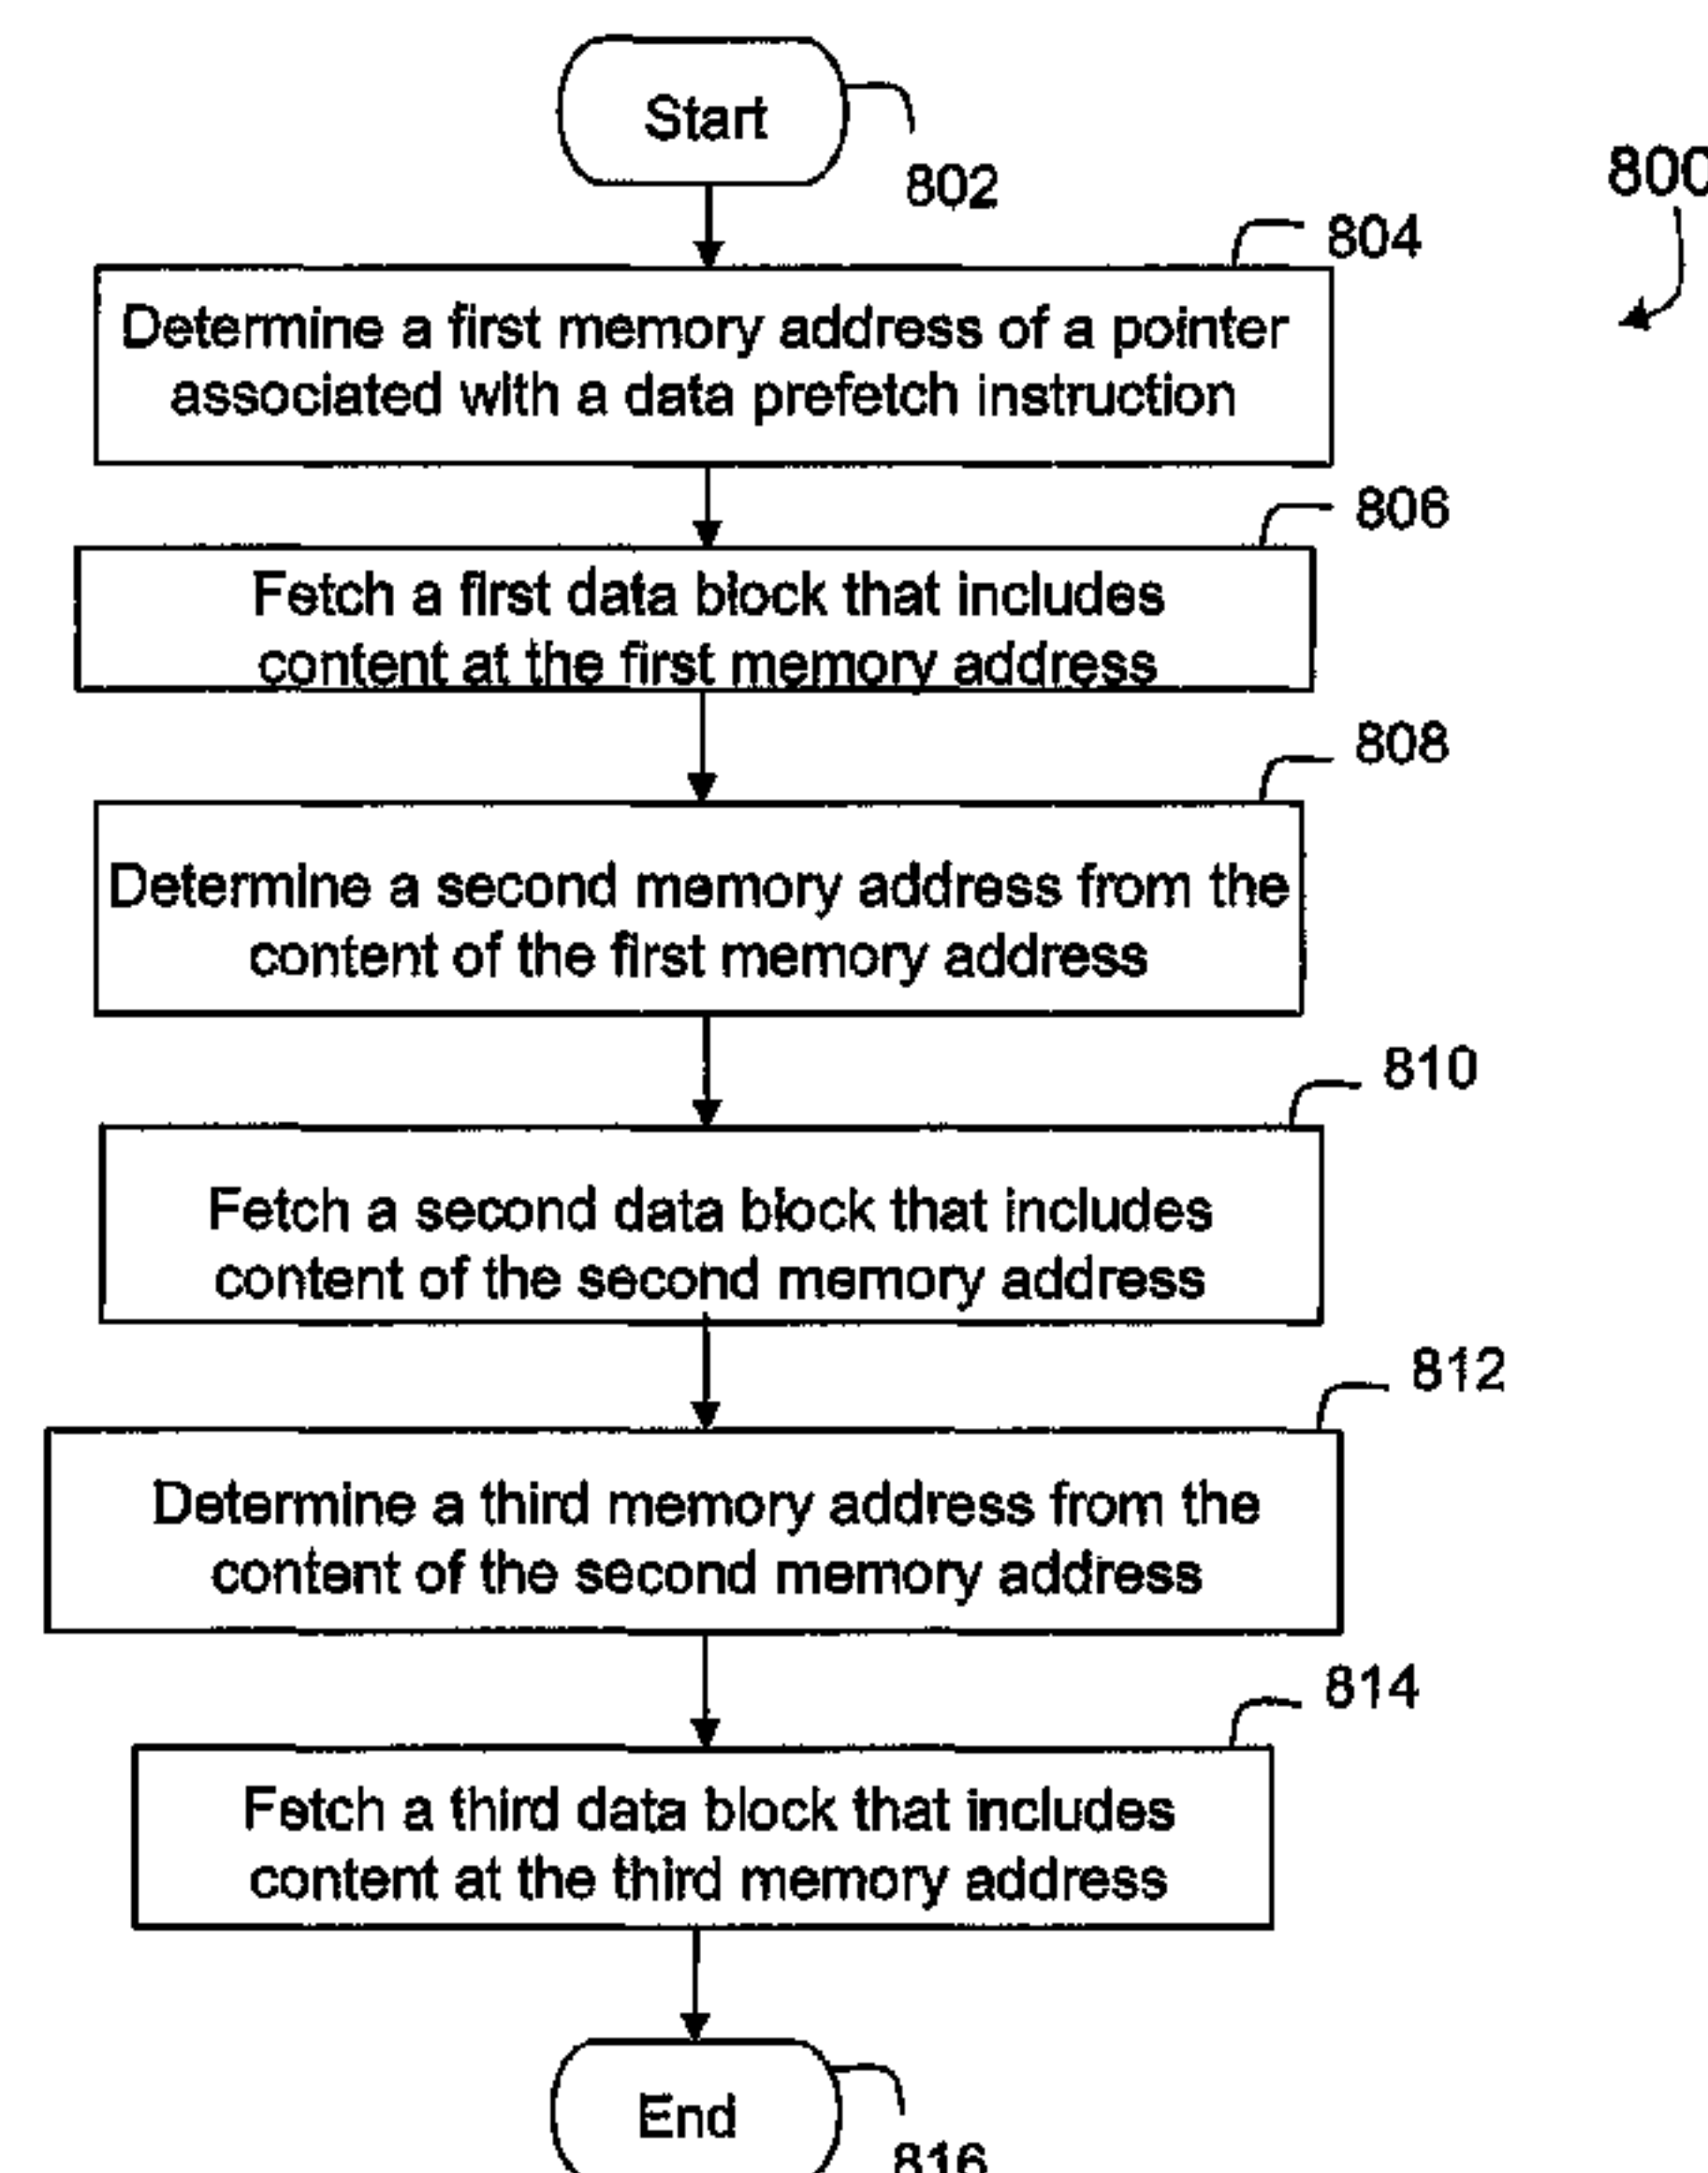 Start
802
800
804
Determine a first memory address of a pointer
associated with a data prefetch instruction
806
Fetch a first data block that includes
content at the first memory address
808
Determine a second memory address from the
content of the first memory address
810
Fetch a second data block that includes
content of the second memory address
812
Determine a third memory address from the
content of the second memory address
814
Fetch a third data block that includes
content at the third memory address
End
816